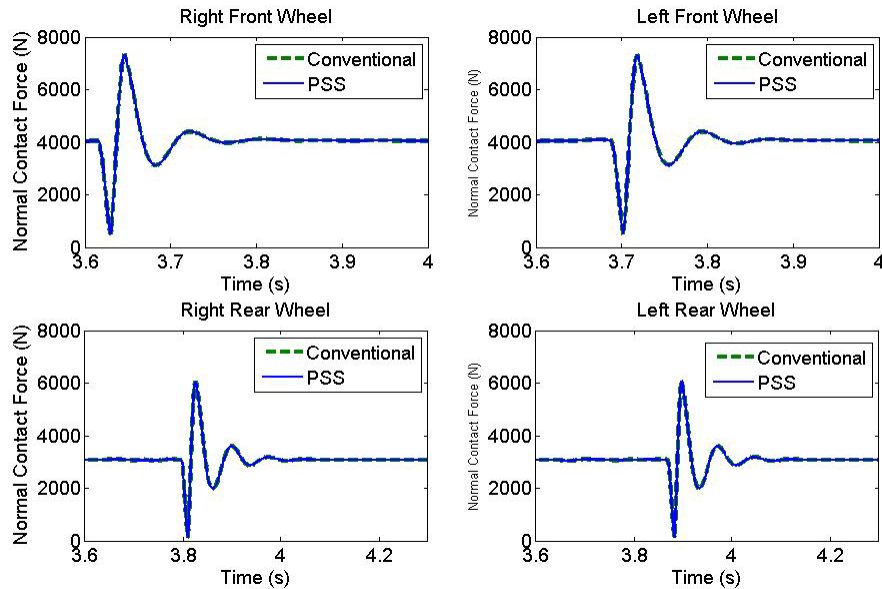 Right Front Wheel
Normal Contact Force (N)
8000
6000
4000
2000
0
Conventional
PSS
3.6
3.7
3.8
3.9
4
Time (s)
Left Front Wheel
Normal Contact Force (N)
8000
6000
4000
2000
0
Conventional
PSS
3.6
3.7
3.8
3.9
4
Time (s)
Right Rear Wheel
Normal Contact Force (N)
8000
6000
4000
2000
0
Conventional
PSS
3.6
3.8
4
4.2
Time (s)
Left Rear Wheel
Normal Contact Force (N)
8000
6000
4000
2000
0
Conventional
PSS
3.6
3.8
4
4.2
Time (s)